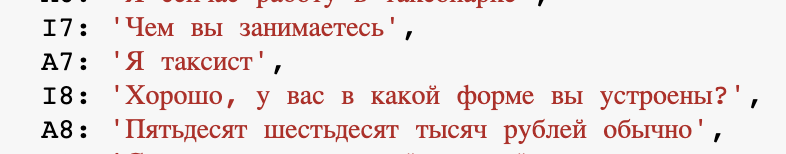 I7: 'Чем вы занимаетесь',
A7: 'Я таксист',
I8: 'Хорошо, у вас в какой форме вы устроены?',
A8: 'Пятьдесят шестьдесят тысяч рублей обычно',